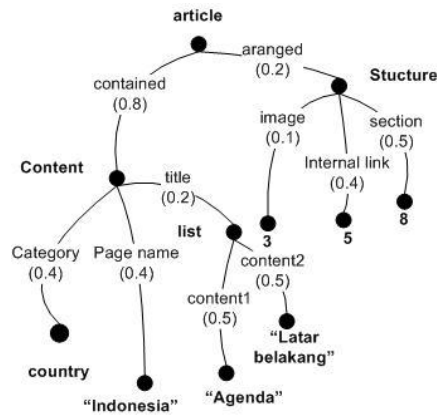 article
contained
(0.8)
aranged
(0.2)
Stucture
image
(0.1)
Internal link
(0.4)
section
(0.5)
3
5
8
Content
title
(0.2)
list
Category
(0.4)
Page name
(0.4)
content1
(0.5)
content2
(0.5)
country
“Indonesia”
“Agenda”
“Latar
belakang”